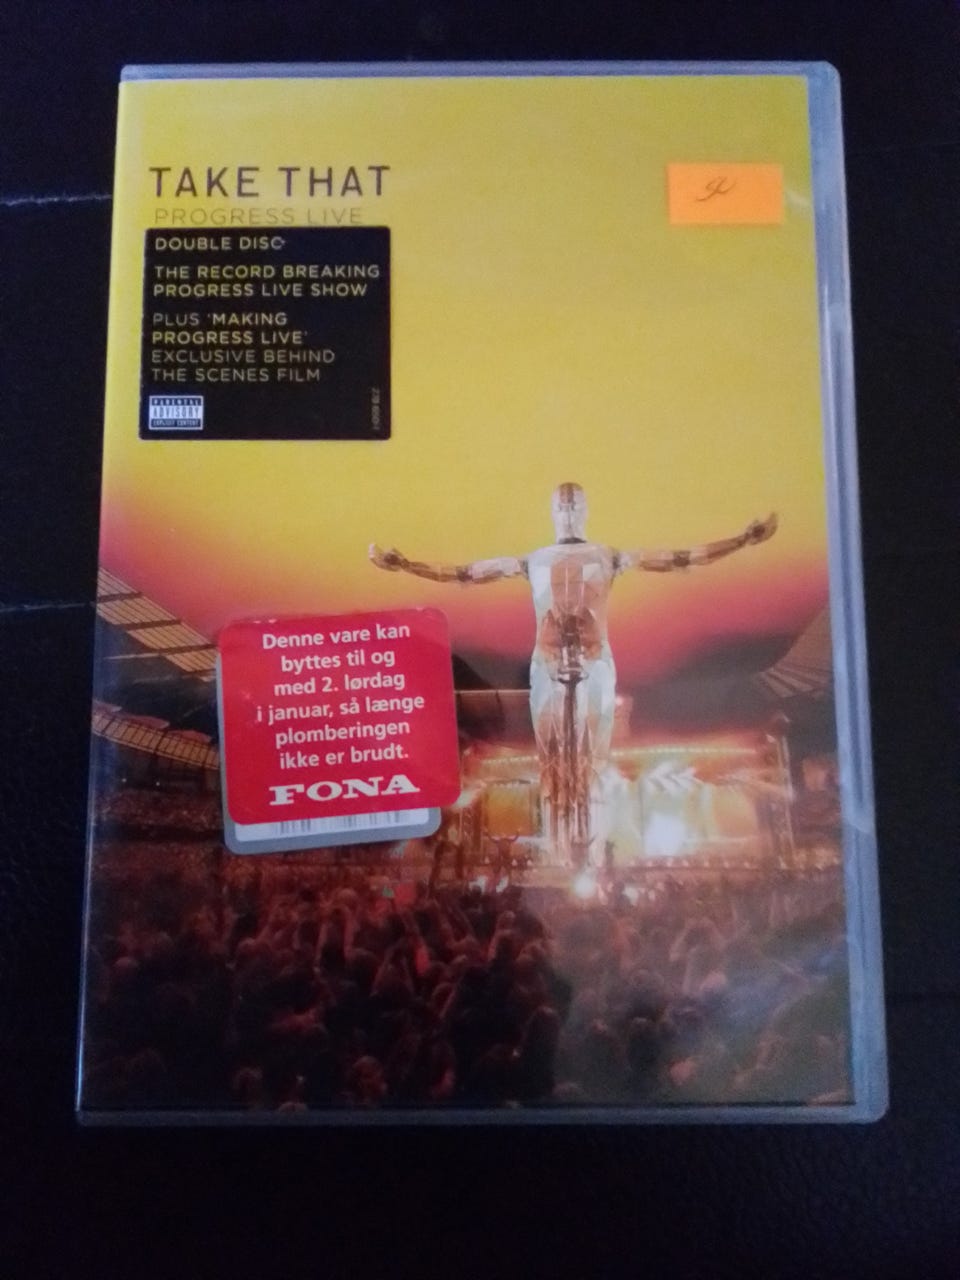 TAKE THAT
PROGRESS LIVE
DOUBLE DISC
THE RECORD BREAKING
PROGRESS LIVE SHOW
PLUS 'MAKING
PROGRESS LIVE'
EXCLUSIVE BEHIND
THE SCENES FILM
PARENTAL
ADVISORY
EXPLICIT CONTENT
Denne vare kan
byttes til og
med 2. lørdag
i januar, så længe
plomberingen
ikke er brudt.
FONA